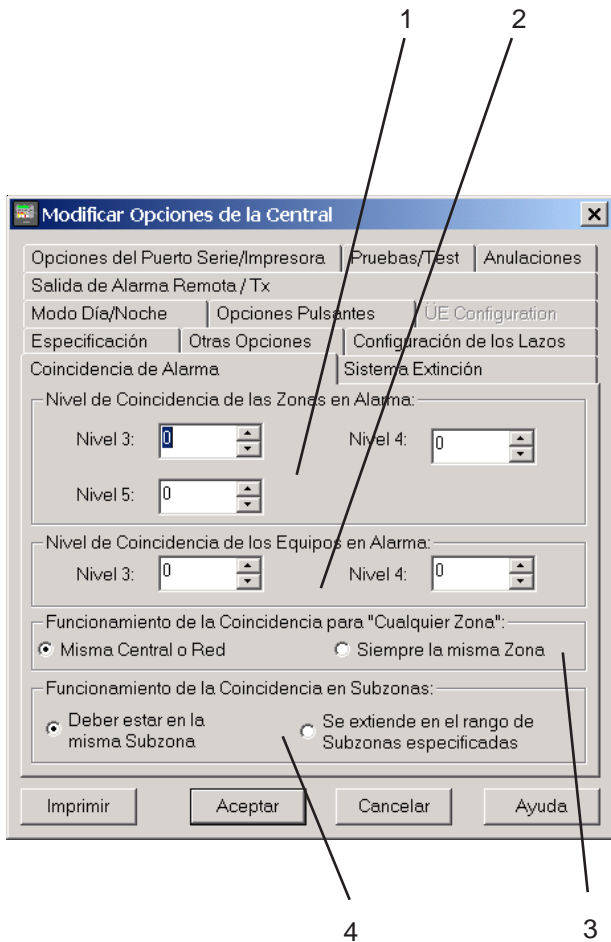 1 2
Modificar Opciones de la Central
Opciones del Puerto Serie/Impresora Pruebas/Test Anulaciones
Salida de Alarma Remota / Tx
Modo Día/Noche Opciones Pulsantes ÜE Configuration
Especificación Otras Opciones Configuración de los Lazos
Coincidencia de Alarma Sistema Extinción
Nivel de Coincidencia de las Zonas en Alarma:
Nivel 3: 0 Nivel 4: 0
Nivel 5: 0
Nivel de Coincidencia de los Equipos en Alarma:
Nivel 3: 0 Nivel 4: 0
Funcionamiento de la Coincidencia para "Cualquier Zona":
Misma Central o Red Siempre la misma Zona
Funcionamiento de la Coincidencia en Subzonas:
Deber estar en la
misma Subzona
Se extiende en el rango de
Subzonas especificadas
Imprimir Aceptar Cancelar Ayuda
4 3